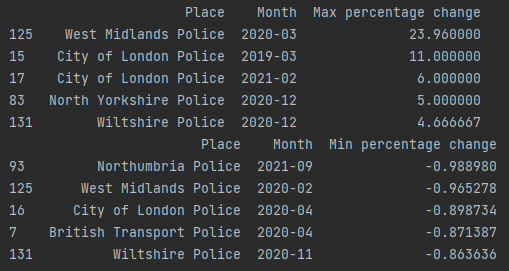 Place Month Max percentage change
125 West Midlands Police 2020-03 23.960000
15 City of London Police 2019-03 11.000000
17 City of London Police 2021-02 6.000000
83 North Yorkshire Police 2020-12 5.000000
131 Wiltshire Police 2020-12 4.666667
Place Month Min percentage change
93 Northumbria Police 2021-09 -0.988980
125 West Midlands Police 2020-02 -0.965278
16 City of London Police 2020-04 -0.898734
7 British Transport Police 2020-04 -0.871387
131 Wiltshire Police 2020-11 -0.863636